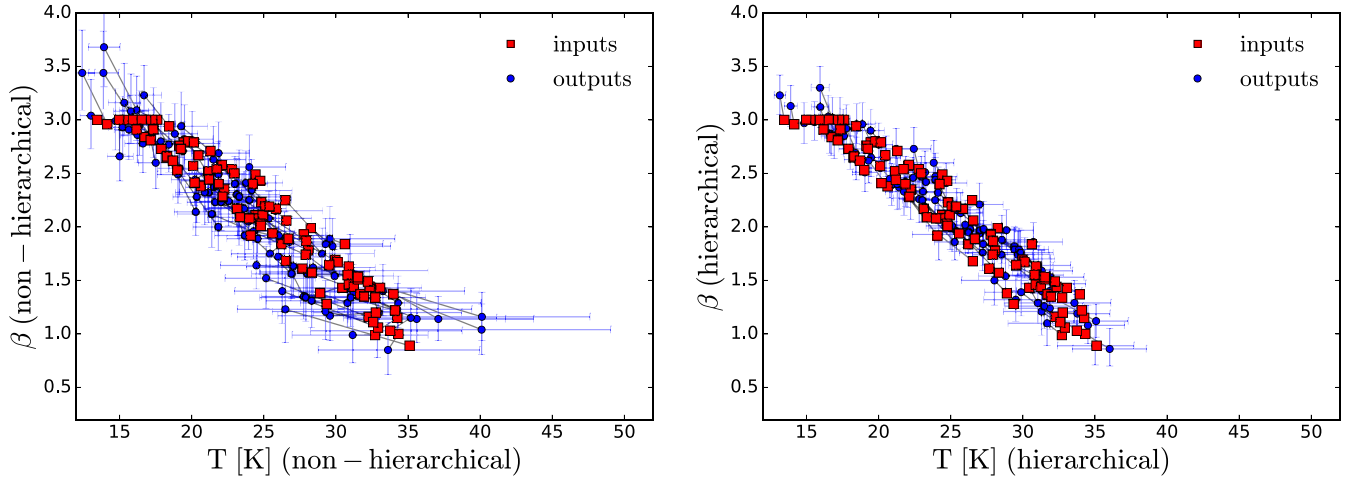 4.0
3.5
3.0
2.5
2.0
1.5
1.0
0.5
β (non − hierarchical)
inputs
outputs
15 20 25 30 35 40 45 50
T [K] (non − hierarchical)
4.0
3.5
3.0
2.5
2.0
1.5
1.0
0.5
β (hierarchical)
inputs
outputs
15 20 25 30 35 40 45 50
T [K] (hierarchical)